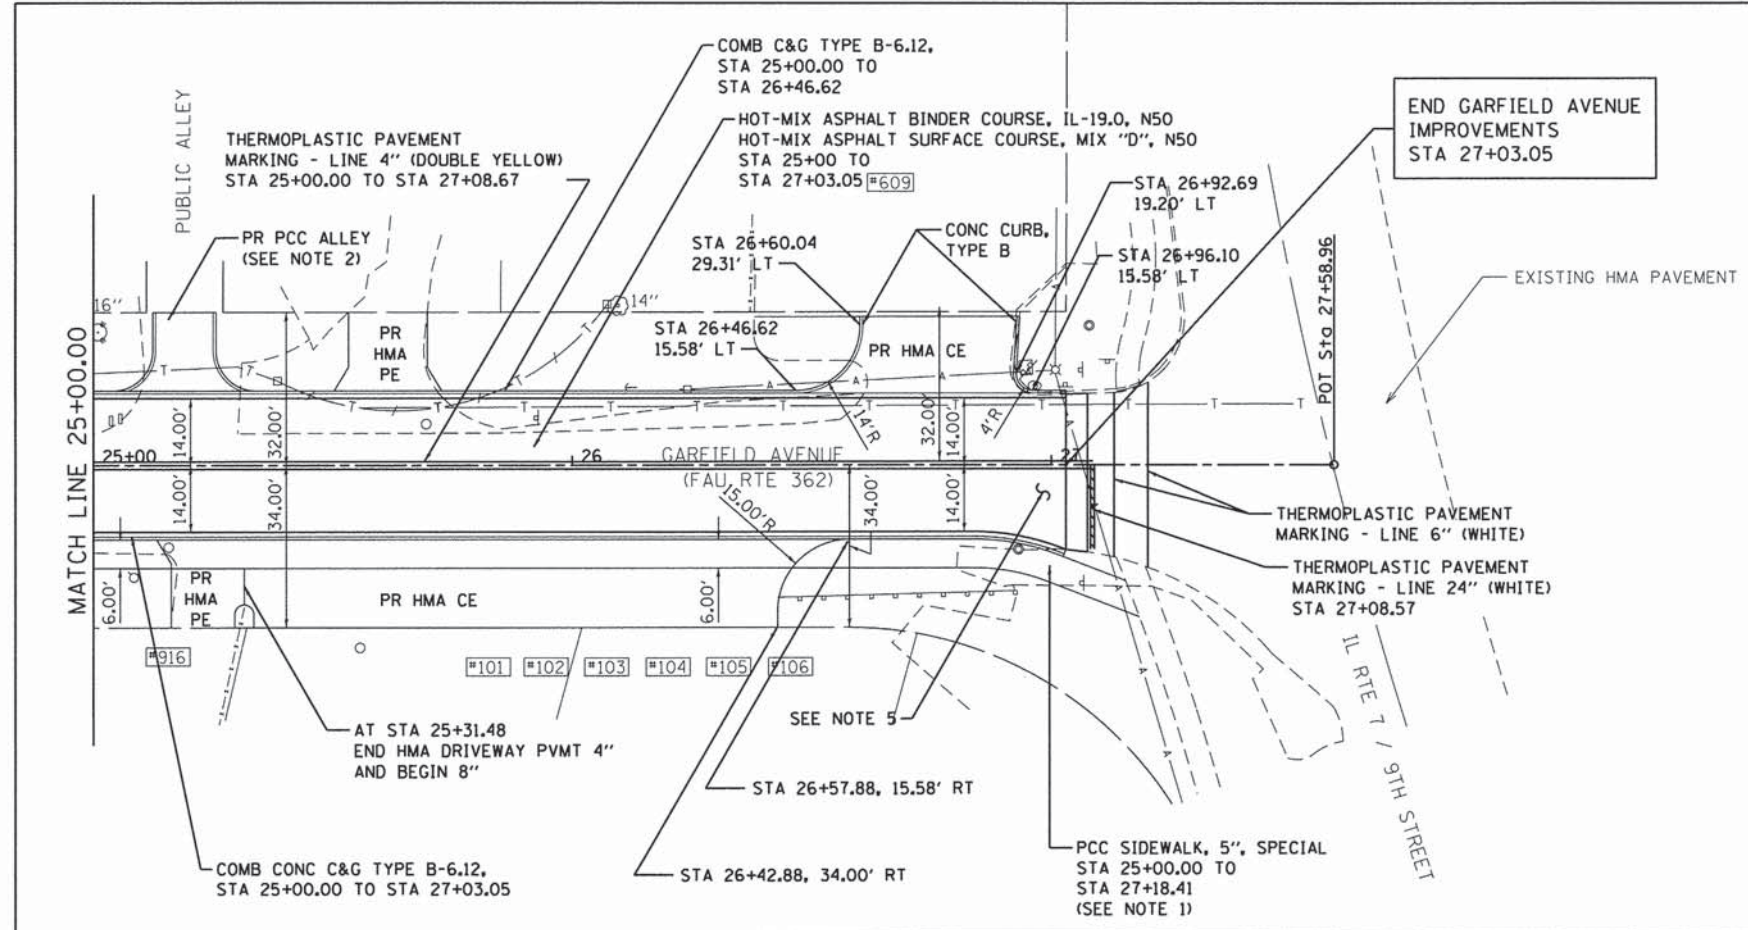 COMB C&G TYPE B-6.12,
STA 25+00.00 TO
STA 26+46.62
HOT-MIX ASPHALT BINDER COURSE, IL-19.0, N50
HOT-MIX ASPHALT SURFACE COURSE, MIX "D", N50
STA 25+00 TO
STA 27+03.05 #609
END GARFIELD AVENUE
IMPROVEMENTS
STA 27+03.05
PUBLIC ALLEY
THERMOPLASTIC PAVEMENT
MARKING - LINE 4" (DOUBLE YELLOW)
STA 25+00.00 TO STA 27+08.67
STA 26+92.69
19.20' LT
PR PCC ALLEY
(SEE NOTE 2)
STA 26+60.04
29.31' LT
CONC CURB,
TYPE B
STA 26+96.10
15.58' LT
POT Sta 27+58.96
EXISTING HMA PAVEMENT
16"
14"
PR
HMA
PE
STA 26+46.62
15.58' LT
PR HMA CE
T
T
T
A
A
A
A
T
T
T
T
T
T
T
T
T
T
MATCH LINE 25+00.00
14.00'
32.00'
14'R
32.00'
14.00'
4'R
A
25+00
26
GARFIELD AVENUE
(FAU RTE 362)
27
14.00'
34.00'
15.00'R
34.00'
14.00'
THERMOPLASTIC PAVEMENT
MARKING - LINE 6" (WHITE)
THERMOPLASTIC PAVEMENT
MARKING - LINE 24" (WHITE)
STA 27+08.57
6.00'
PR
HMA
PE
PR HMA CE
6.00'
#916
#101 #102 #103 #104 #105 #106
A
A
IL RTE 7 / 9TH STREET
AT STA 25+31.48
END HMA DRIVEWAY PVMT 4"
AND BEGIN 8"
SEE NOTE 5
STA 26+57.88, 15.58' RT
COMB CONC C&G TYPE B-6.12,
STA 25+00.00 TO STA 27+03.05
STA 26+42.88, 34.00' RT
PCC SIDEWALK, 5", SPECIAL
STA 25+00.00 TO
STA 27+18.41
(SEE NOTE 1)